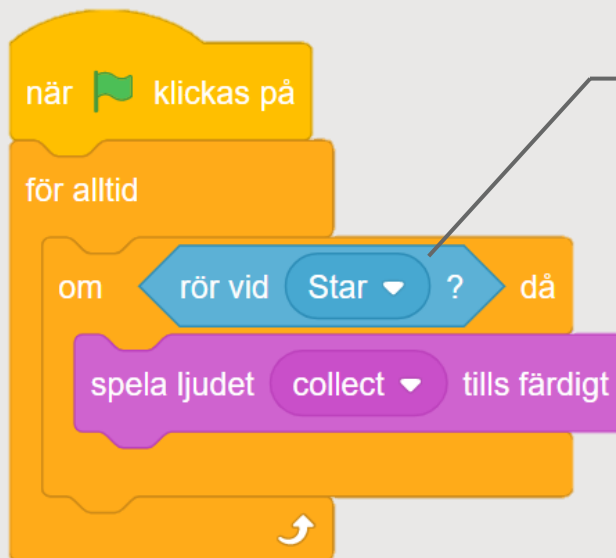 när klickas på
för alltid
om rör vid Star ? då
spela ljudet collect tills färdigt